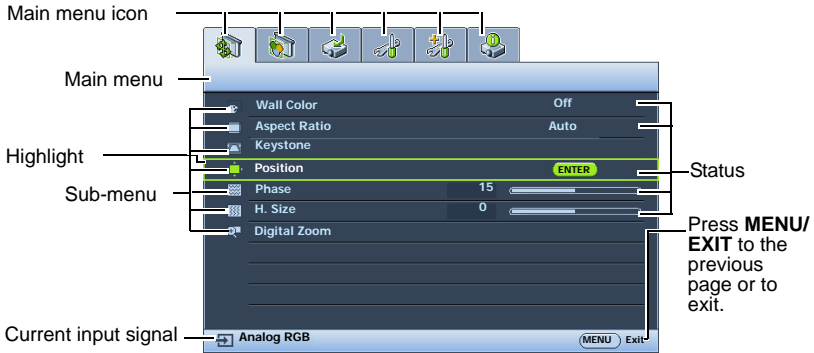 Main menu icon
Main menu
Wall Color Off
Aspect Ratio Auto
Keystone
Highlight
Position ENTER
Status
Sub-menu
Phase 15
H. Size 0
Digital Zoom
Press MENU/
EXIT to the
previous
page or to
exit.
Current input signal
Analog RGB
MENU Exit